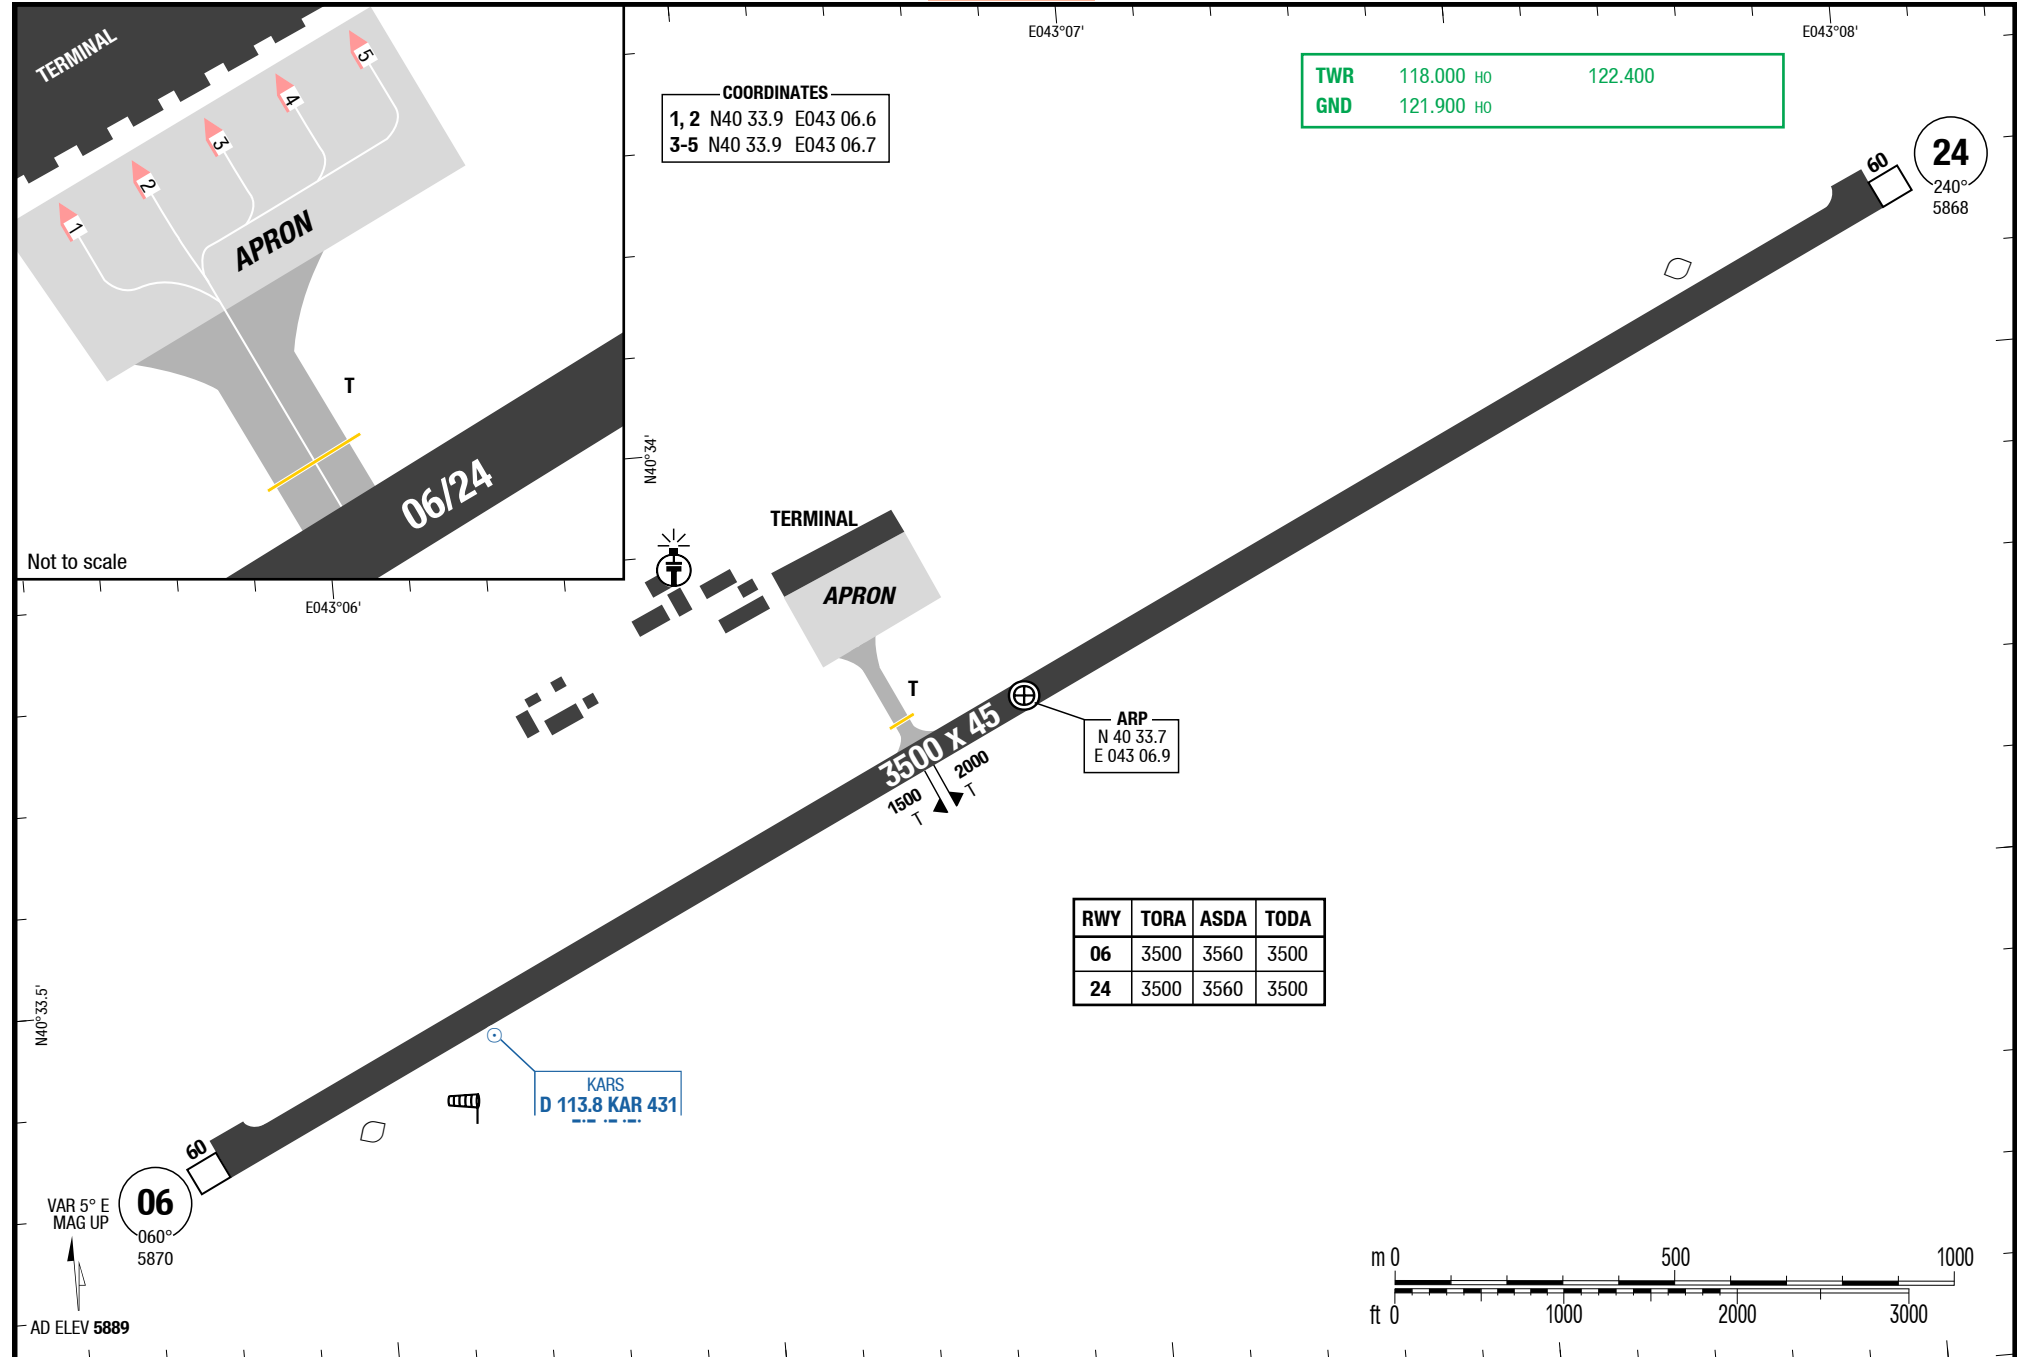 TERMINAL
1
2
3
4
5
APRON
T
06/24
Not to scale
E043°06'
E043°07'
E043°08'
N40°34'
N40°33.5'
COORDINATES
1, 2 N40 33.9 E043 06.6
3-5 N40 33.9 E043 06.7
TWR 118.000 HO 122.400
GND 121.900 HO
60
24
240°
5868
TERMINAL
APRON
T
T
3500 x 45
2000
T
1500
T
ARP
N 40 33.7
E 043 06.9
RWY TORA ASDA TODA
06 3500 3560 3500
24 3500 3560 3500
KARS
D 113.8 KAR 431
60
06
060°
5870
VAR 5° E
MAG UP
AD ELEV 5889
m 0 500 1000
ft 0 1000 2000 3000